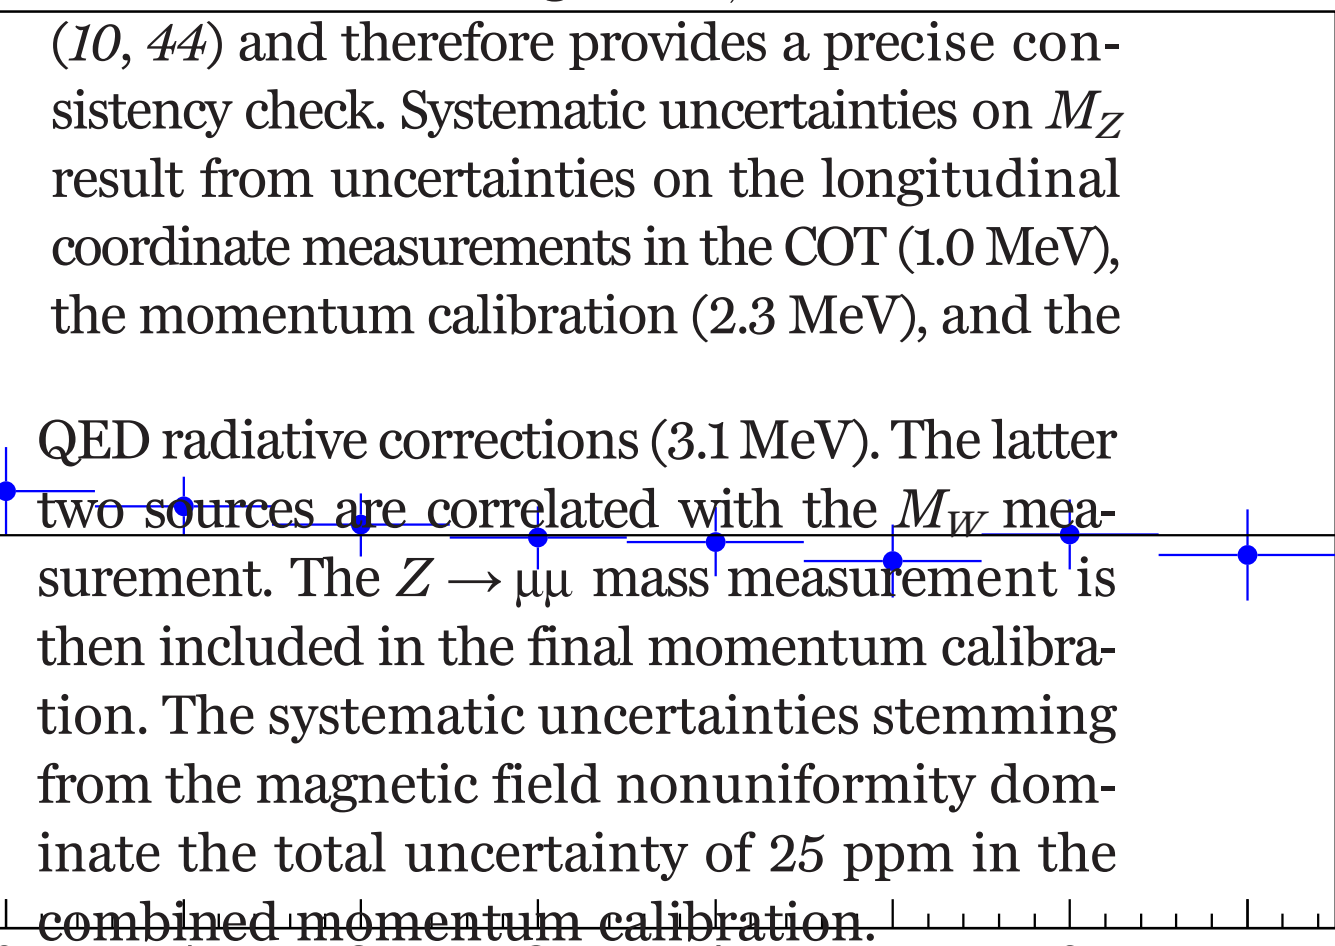 (10, 44) and therefore provides a precise con-
sistency check. Systematic uncertainties on M_Z
result from uncertainties on the longitudinal
coordinate measurements in the COT (1.0 MeV),
the momentum calibration (2.3 MeV), and the
QED radiative corrections (3.1 MeV). The latter
two sources are correlated with the M_W mea-
surement. The Z → μμ mass measurement is
then included in the final momentum calibra-
tion. The systematic uncertainties stemming
from the magnetic field nonuniformity dom-
inate the total uncertainty of 25 ppm in the
combined momentum calibration.